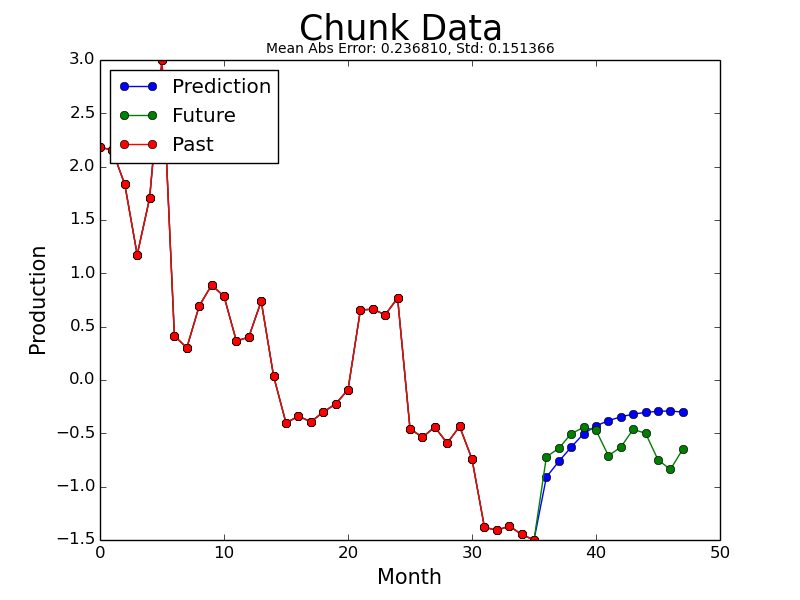 Chunk Data
Mean Abs Error: 0.236810, Std: 0.151366
3.0
2.5
2.0
1.5
1.0
0.5
0.0
−0.5
−1.0
−1.5
Production
Prediction
Future
Past
0 10 20 30 40 50
Month